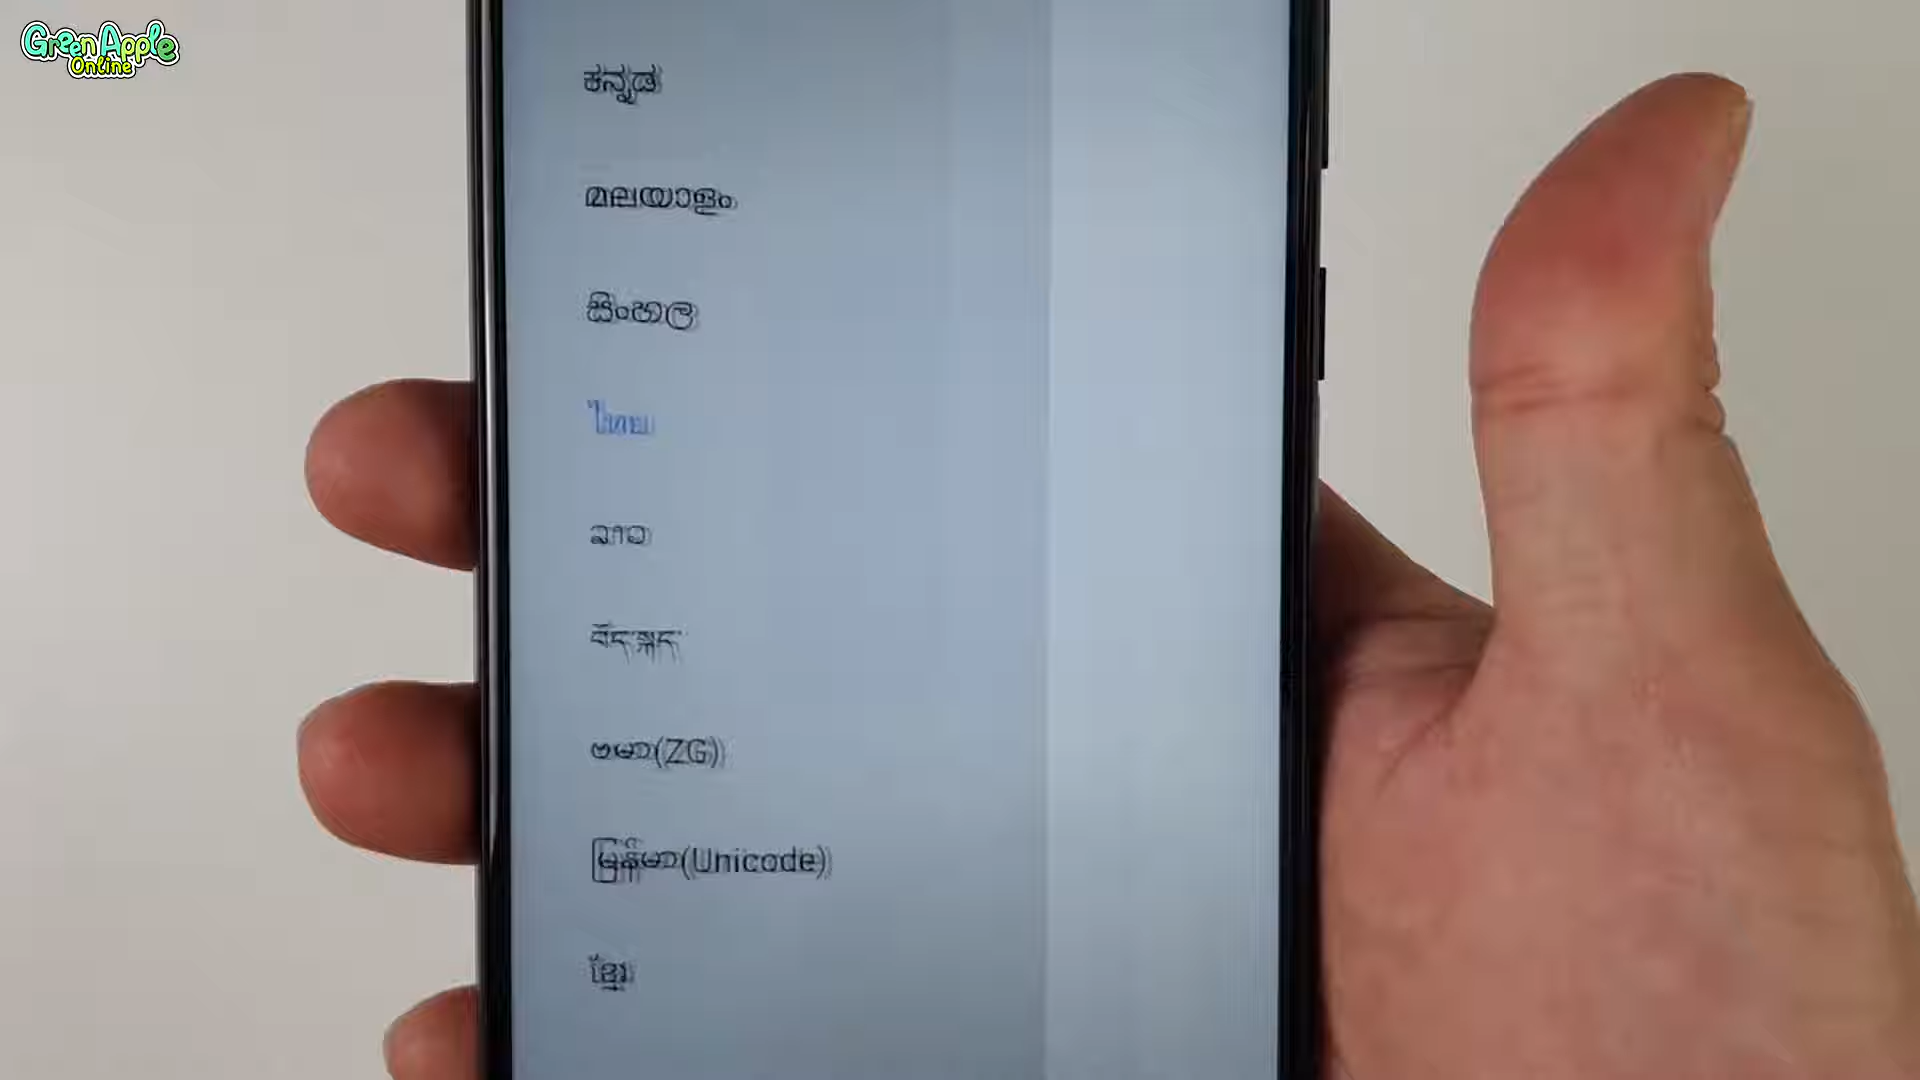 Green Apple
Online
ಕನ್ನಡ
മലയാളം
සිංහල
ไทย
ລາວ
བོད་སྐད་
ဗမာ(ZG)
မြန်မာ(Unicode)
ខ្មែរ